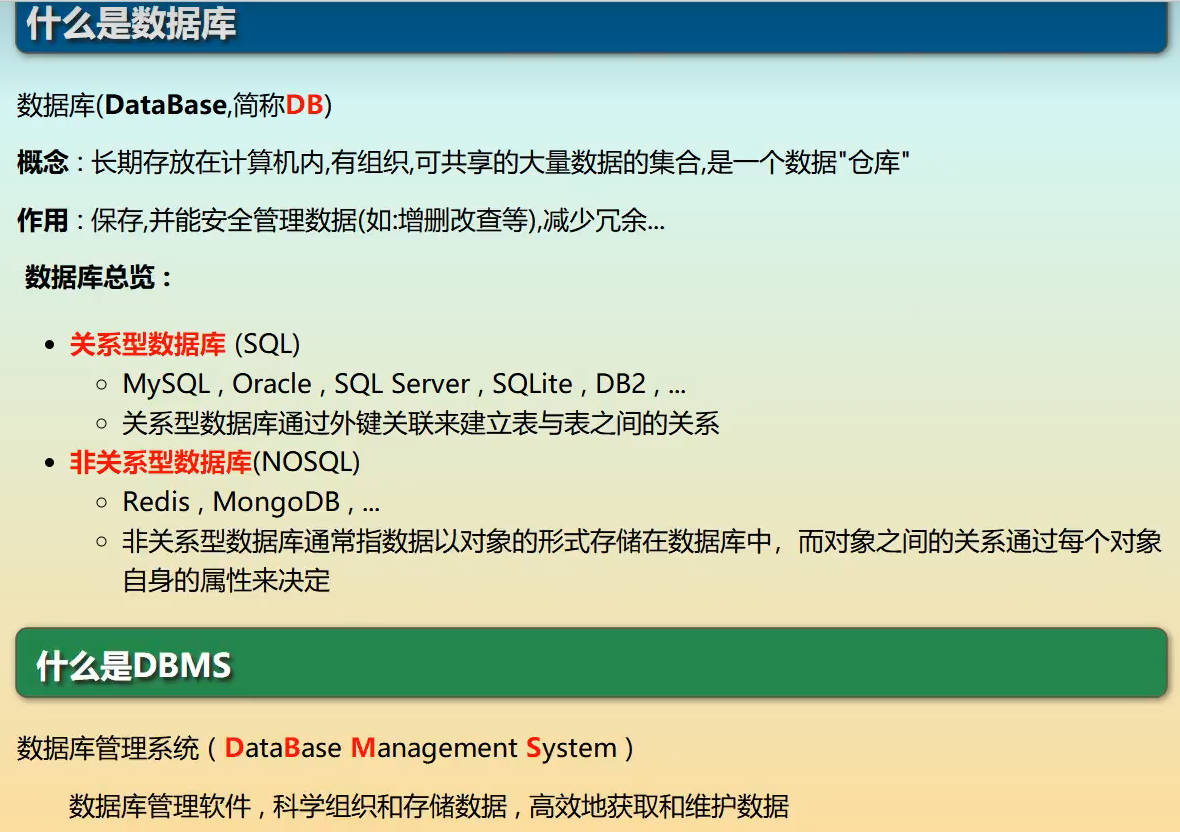 什么是数据库
数据库(DataBase,简称DB)
概念 : 长期存放在计算机内,有组织,可共享的大量数据的集合,是一个数据"仓库"
作用 : 保存,并能安全管理数据(如:增删改查等),减少冗余...
数据库总览 :
关系型数据库 (SQL)
MySQL , Oracle , SQL Server , SQLite , DB2 , ...
关系型数据库通过外键关联来建立表与表之间的关系
非关系型数据库(NOSQL)
Redis , MongoDB , ...
非关系型数据库通常指数据以对象的形式存储在数据库中，而对象之间的关系通过每个对象
自身的属性来决定
什么是DBMS
数据库管理系统 ( DataBase Management System )
数据库管理软件 , 科学组织和存储数据 , 高效地获取和维护数据